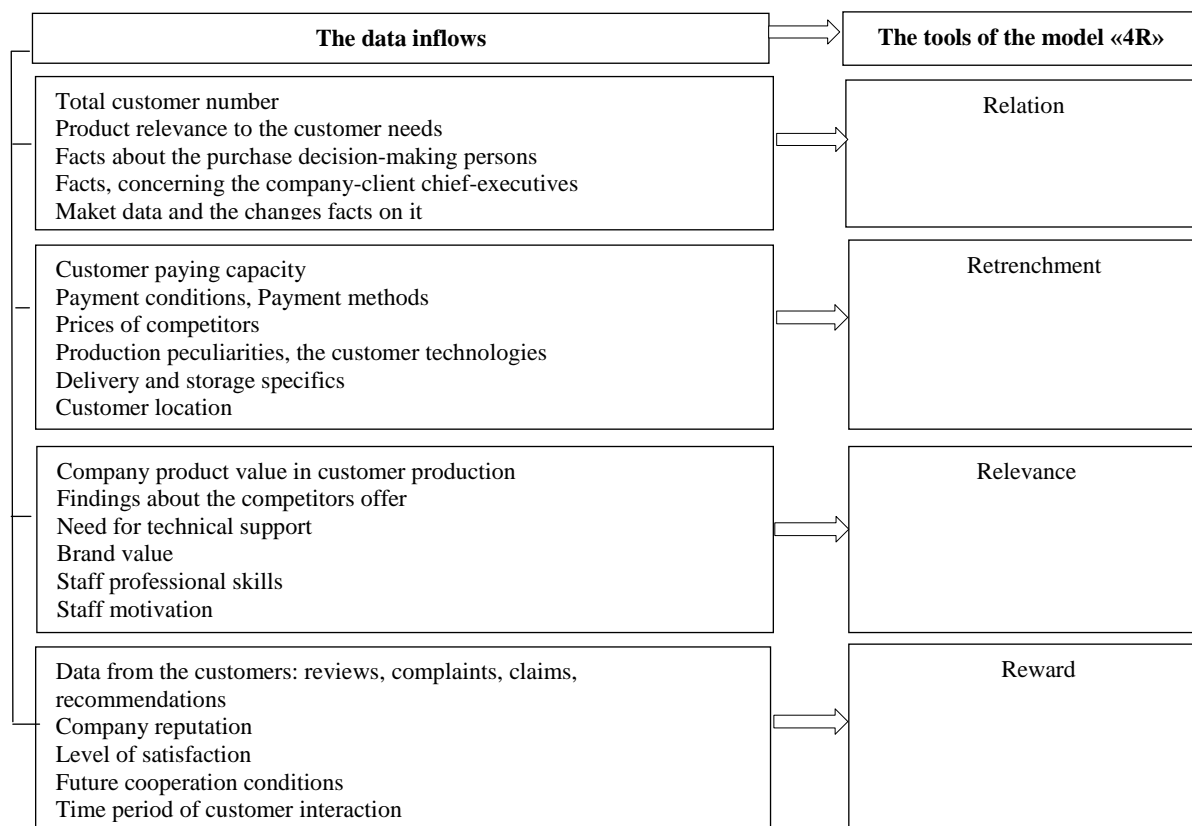 The data inflows
The tools of the model «4R»
Total customer number
Product relevance to the customer needs
Facts about the purchase decision-making persons
Facts, concerning the company-client chief-executives
Maket data and the changes facts on it
Relation
Customer paying capacity
Payment conditions, Payment methods
Prices of competitors
Production peculiarities, the customer technologies
Delivery and storage specifics
Customer location
Retrenchment
Company product value in customer production
Findings about the competitors offer
Need for technical support
Brand value
Staff professional skills
Staff motivation
Relevance
Data from the customers: reviews, complaints, claims,
recommendations
Company reputation
Level of satisfaction
Future cooperation conditions
Time period of customer interaction
Reward